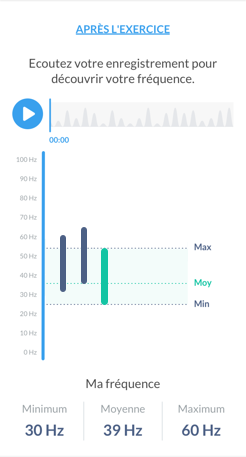 APRÈS L'EXERCICE
Ecoutez votre enregistrement pour
découvrir votre fréquence.
00:00
100 Hz
90 Hz
80 Hz
70 Hz
60 Hz
50 Hz
40 Hz
30 Hz
20 Hz
10 Hz
0 Hz
Max
Moy
Min
Ma fréquence
Minimum Moyenne Maximum
30 Hz 39 Hz 60 Hz